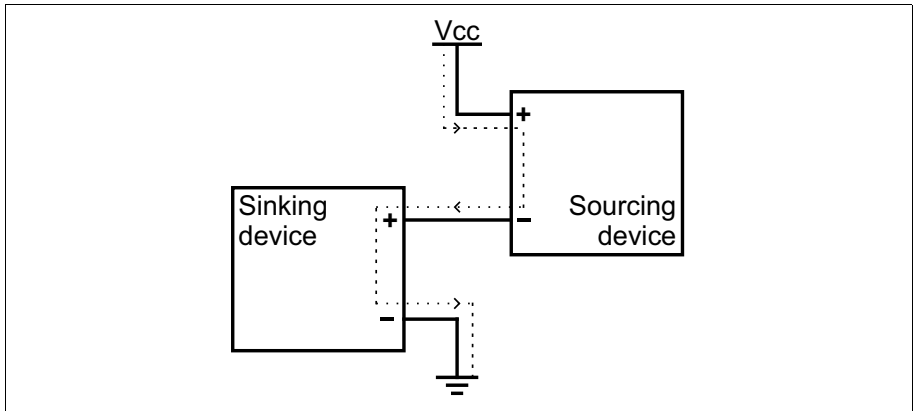 Vcc
+
Sinking
device
+
Sourcing
device
−
−